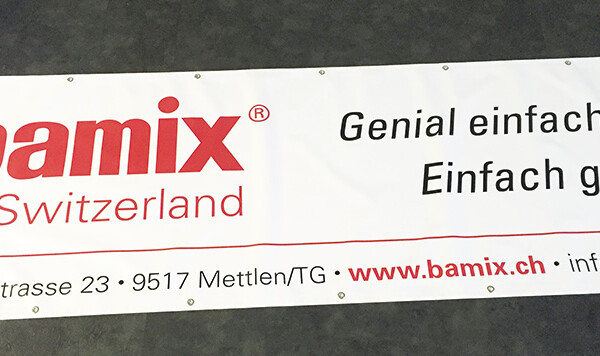 bamix®
Switzerland
Genial einfach
Einfach g
trasse 23 • 9517 Mettlen/TG • www.bamix.ch • inf